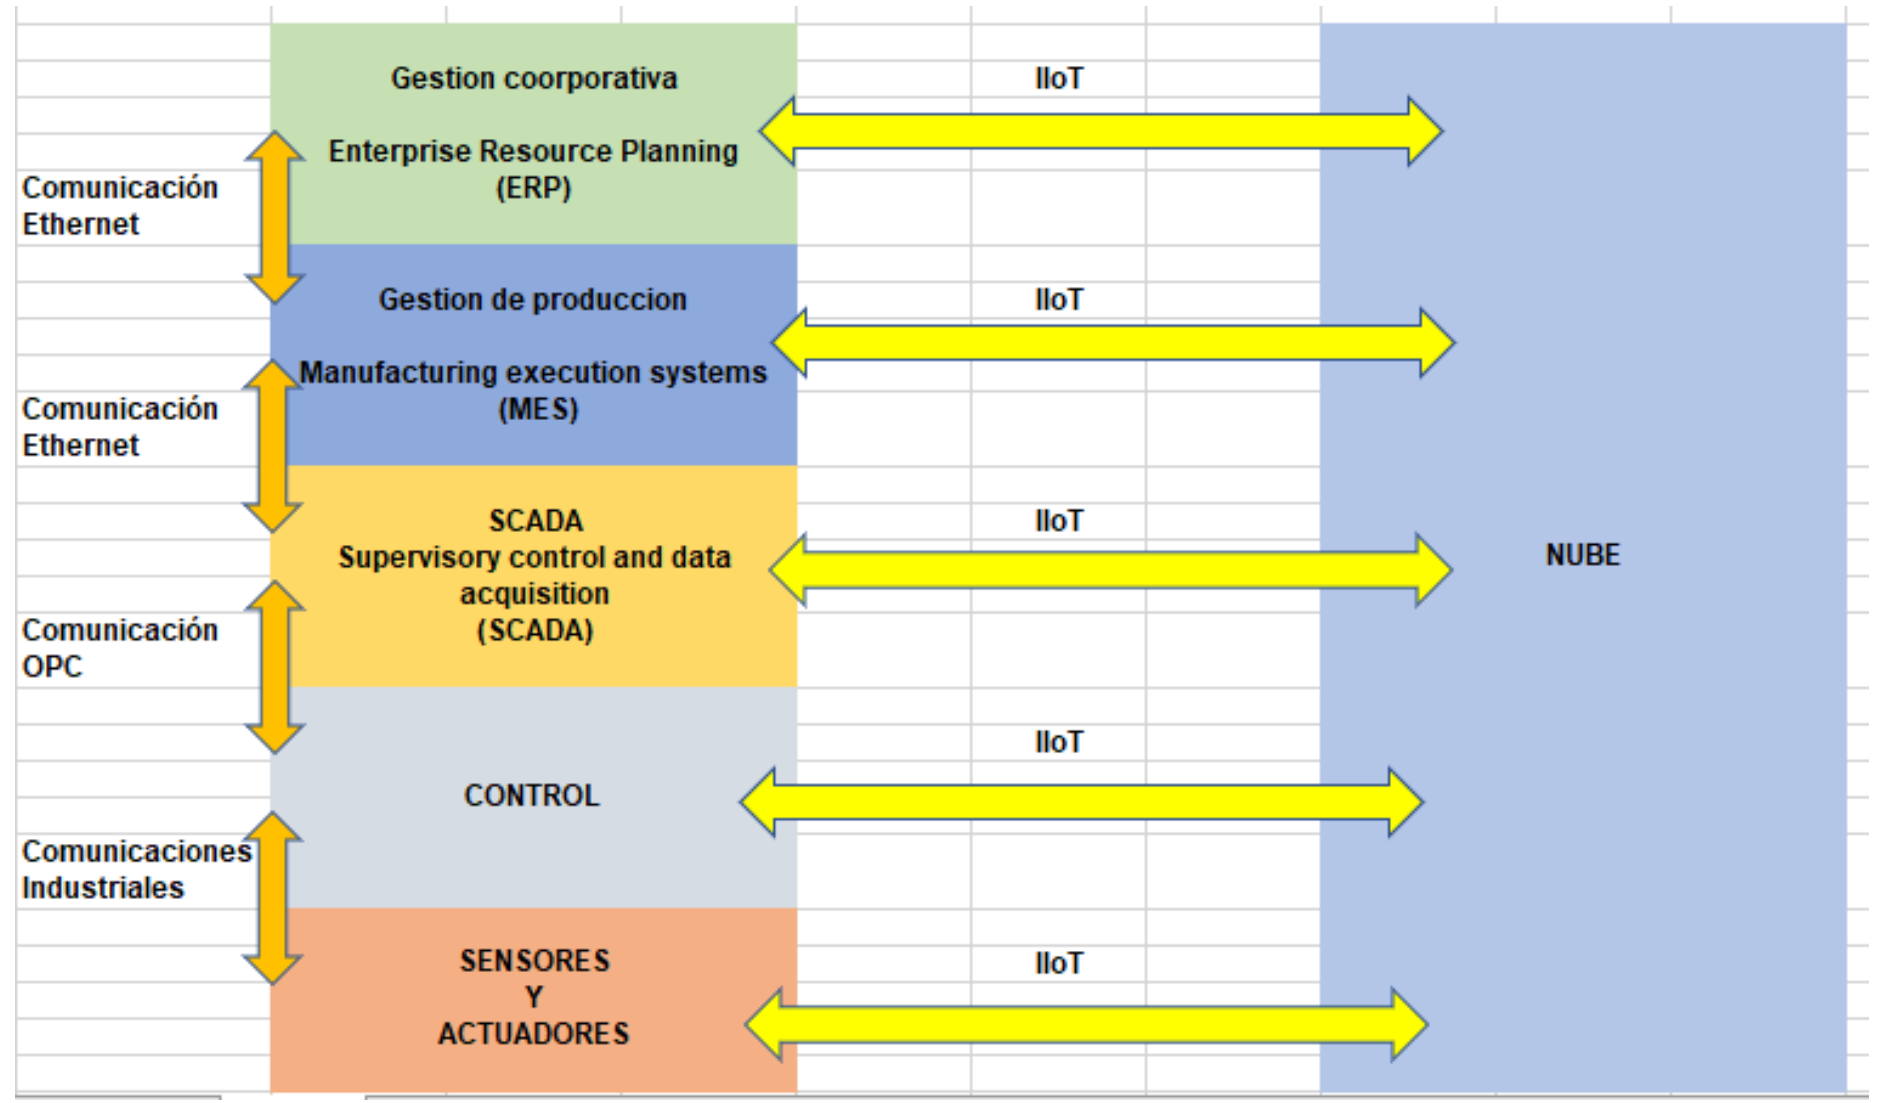 Gestion coorporativa
IIoT
Enterprise Resource Planning
(ERP)
Comunicación
Ethernet
Gestion de produccion
IIoT
Manufacturing execution systems
(MES)
Comunicación
Ethernet
SCADA
IIoT
Supervisory control and data
acquisition
(SCADA)
NUBE
Comunicación
OPC
IIoT
CONTROL
Comunicaciones
Industriales
SENSORES
IIoT
Y
ACTUADORES